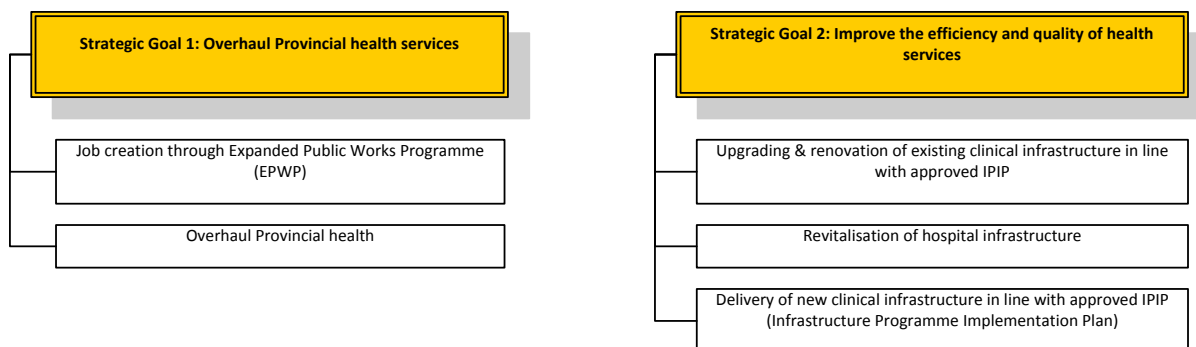 Strategic Goal 1: Overhaul Provincial health services
Job creation through Expanded Public Works Programme
(EPWP)
Overhaul Provincial health
Strategic Goal 2: Improve the efficiency and quality of health
services
Upgrading & renovation of existing clinical infrastructure in line
with approved IPIP
Revitalisation of hospital infrastructure
Delivery of new clinical infrastructure in line with approved IPIP
(Infrastructure Programme Implementation Plan)